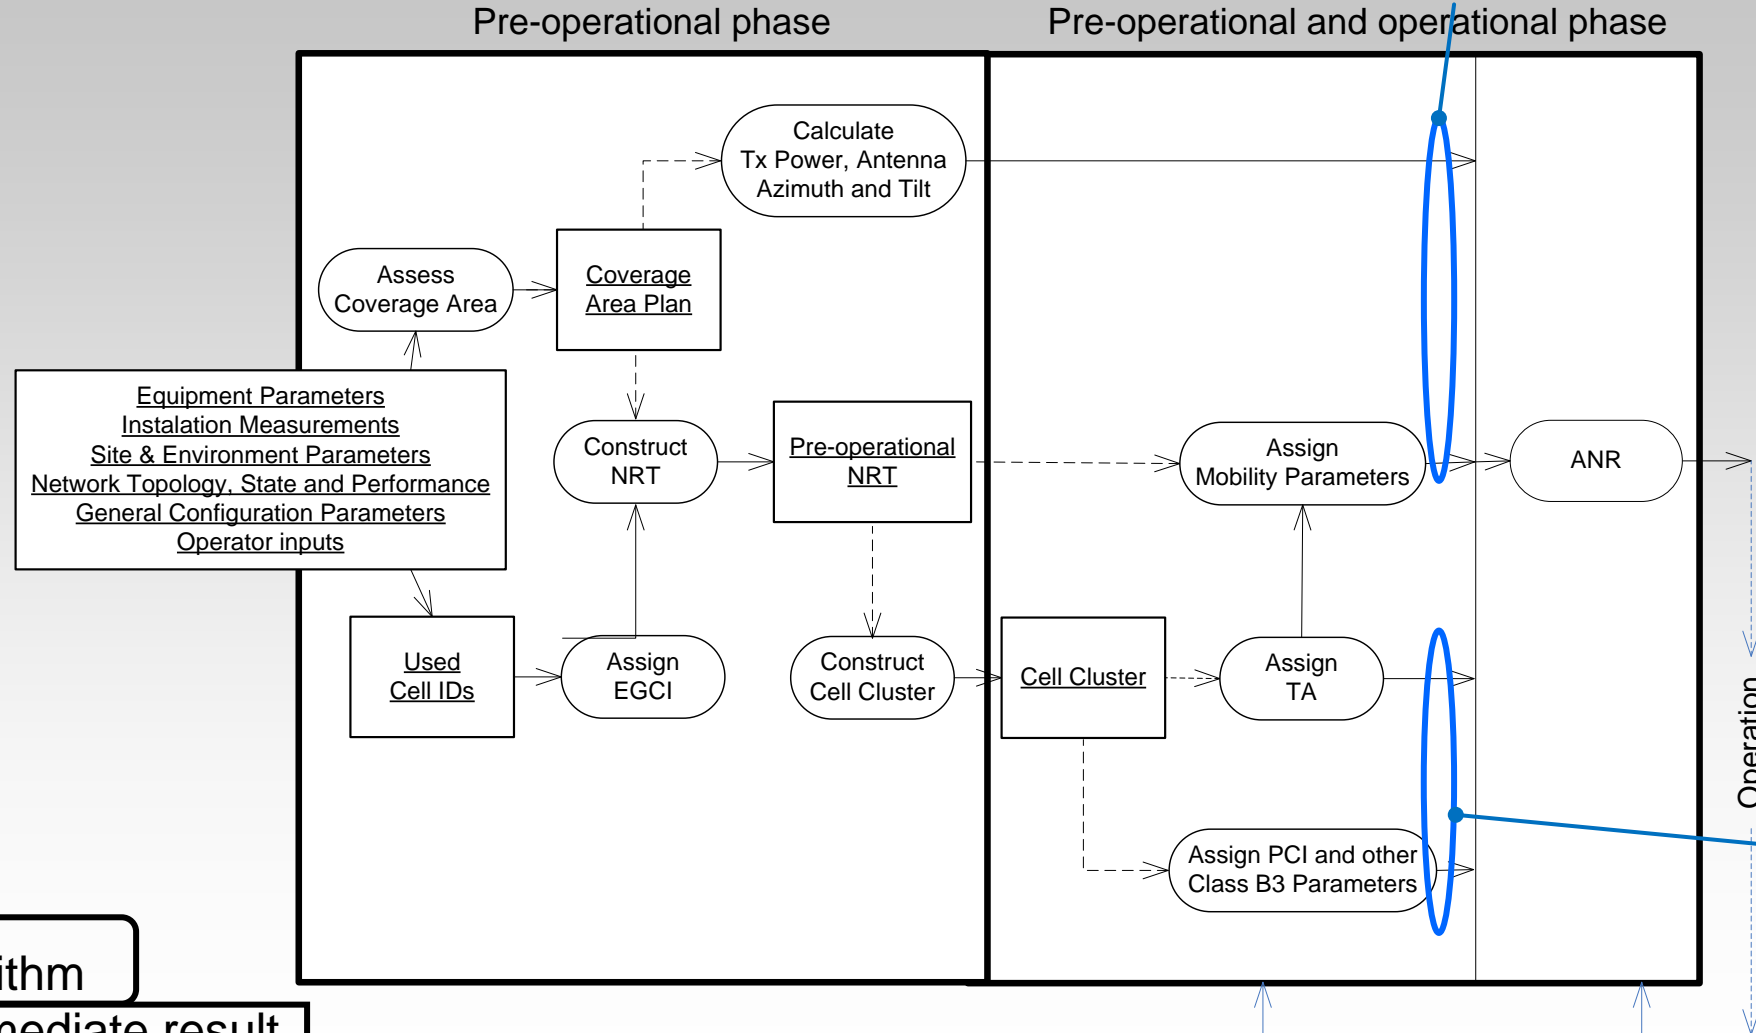 Pre-operational phase
Pre-operational and operational phase
Calculate
Tx Power, Antenna
Azimuth and Tilt
Assess
Coverage Area
Coverage
Area Plan
Equipment Parameters
Instalation Measurements
Site & Environment Parameters
Network Topology, State and Performance
General Configuration Parameters
Operator inputs
Construct
NRT
Pre-operational
NRT
Assign
Mobility Parameters
ANR
Used
Cell IDs
Assign
EGCI
Construct
Cell Cluster
Cell Cluster
Assign
TA
Operation
Assign PCI and other
Class B3 Parameters
ithm
mediate result